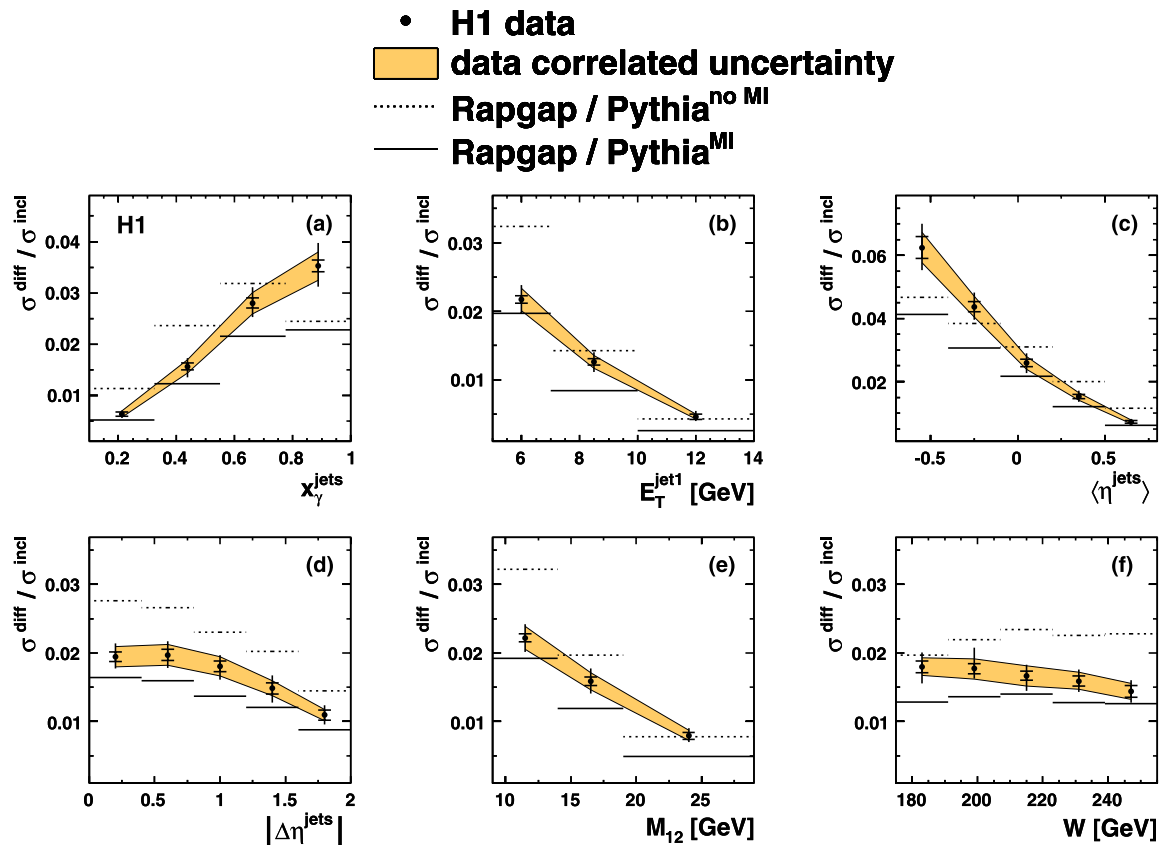 H1 data
data correlated uncertainty
Rapgap / Pythia^no MI
Rapgap / Pythia^MI
H1 (a)
σ^diff / σ^incl
0.04
0.03
0.02
0.01
0.2 0.4 0.6 0.8 1
x_γ^jets
(b)
σ^diff / σ^incl
0.03
0.02
0.01
6 8 10 12 14
E_T^jet1 [GeV]
(c)
σ^diff / σ^incl
0.06
0.04
0.02
-0.5 0 0.5
⟨η^jets⟩
(d)
σ^diff / σ^incl
0.03
0.02
0.01
0 0.5 1 1.5 2
|Δη^jets|
(e)
σ^diff / σ^incl
0.03
0.02
0.01
10 15 20 25
M_12 [GeV]
(f)
σ^diff / σ^incl
0.03
0.02
0.01
180 200 220 240
W [GeV]